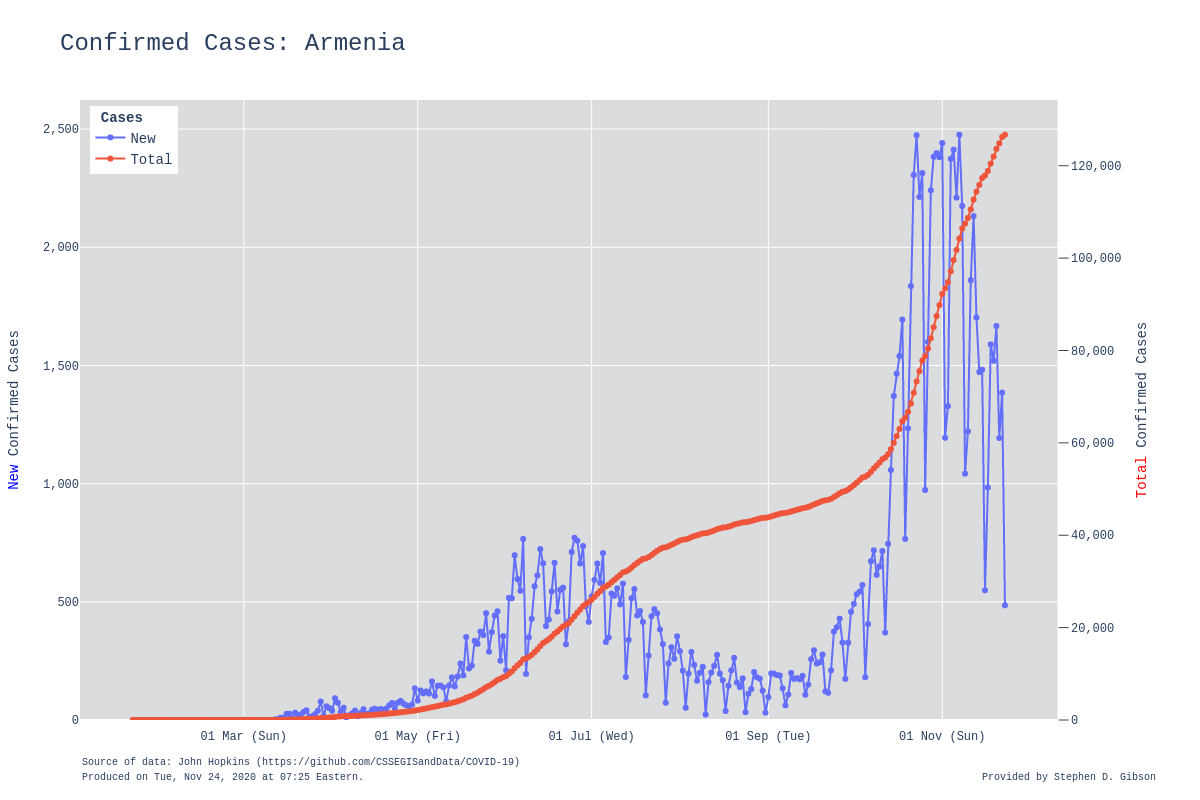 Confirmed Cases: Armenia
Cases
New
Total
2,500
2,000
1,500
1,000
500
0
New Confirmed Cases
120,000
100,000
80,000
60,000
40,000
20,000
0
Total Confirmed Cases
01 Mar (Sun)
01 May (Fri)
01 Jul (Wed)
01 Sep (Tue)
01 Nov (Sun)
Source of data: John Hopkins (https://github.com/CSSEGISandData/COVID-19)
Produced on Tue, Nov 24, 2020 at 07:25 Eastern.
Provided by Stephen D. Gibson